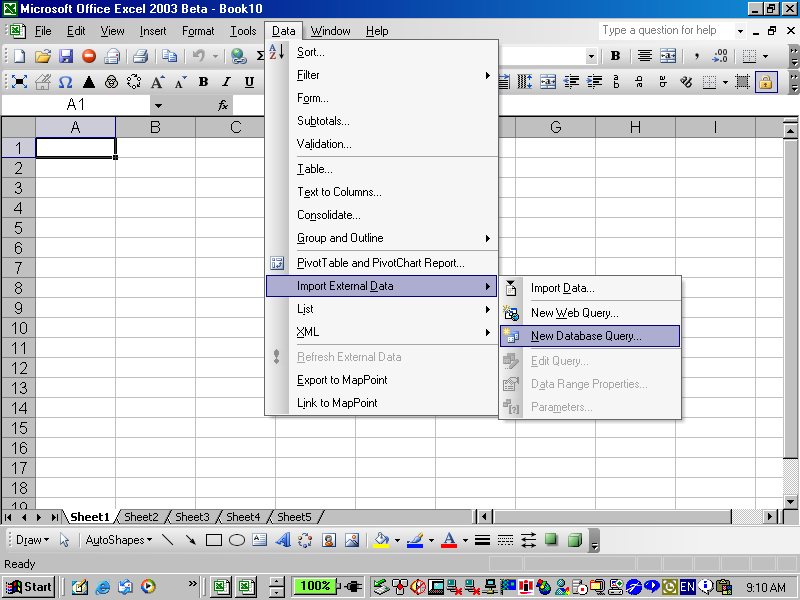 Microsoft Office Excel 2003 Beta - Book10
File Edit View Insert Format Tools Data Window Help Type a question for help
B
B I U
A1 fx
A B C G H I
1
2
3
4
5
6
7
8
9
10
11
12
13
14
15
16
17
18
19
Sort...
Filter
Form...
Subtotals...
Validation...
Table...
Text to Columns...
Consolidate...
Group and Outline
PivotTable and PivotChart Report...
Import External Data
List
XML
Refresh External Data
Export to MapPoint
Link to MapPoint
Import Data...
New Web Query...
New Database Query...
Edit Query...
Data Range Properties...
Parameters...
Sheet1 Sheet2 Sheet3 Sheet4 Sheet5
Draw AutoShapes
Ready
Start 100% EN 9:10 AM